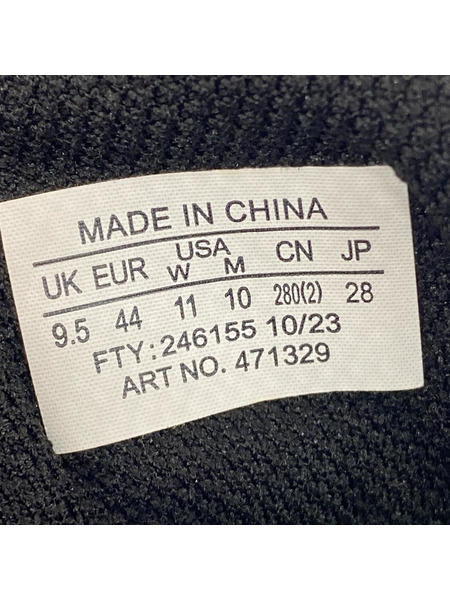 MADE IN CHINA
UK EUR USA CN JP
W M
9.5 44 11 10 280(2) 28
FTY: 246155 10/23
ART NO. 471329